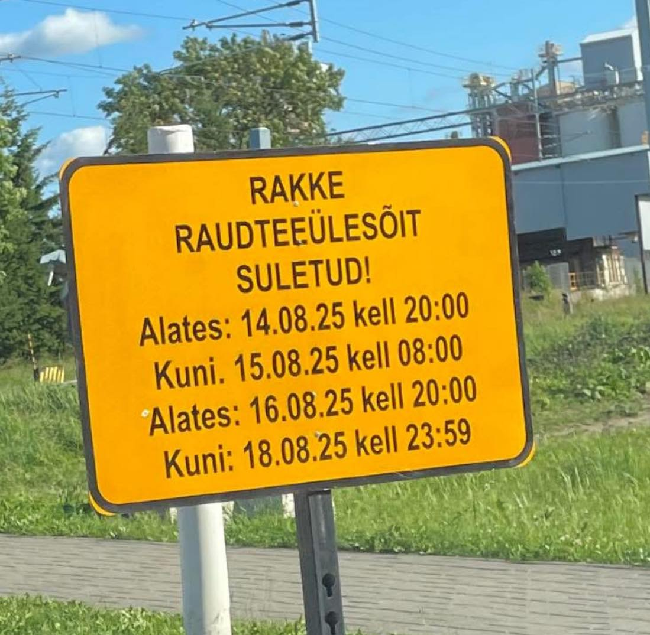 RAKKE
RAUDTEEÜLESÕIT
SULETUD!
Alates: 14.08.25 kell 20:00
Kuni. 15.08.25 kell 08:00
Alates: 16.08.25 kell 20:00
Kuni: 18.08.25 kell 23:59